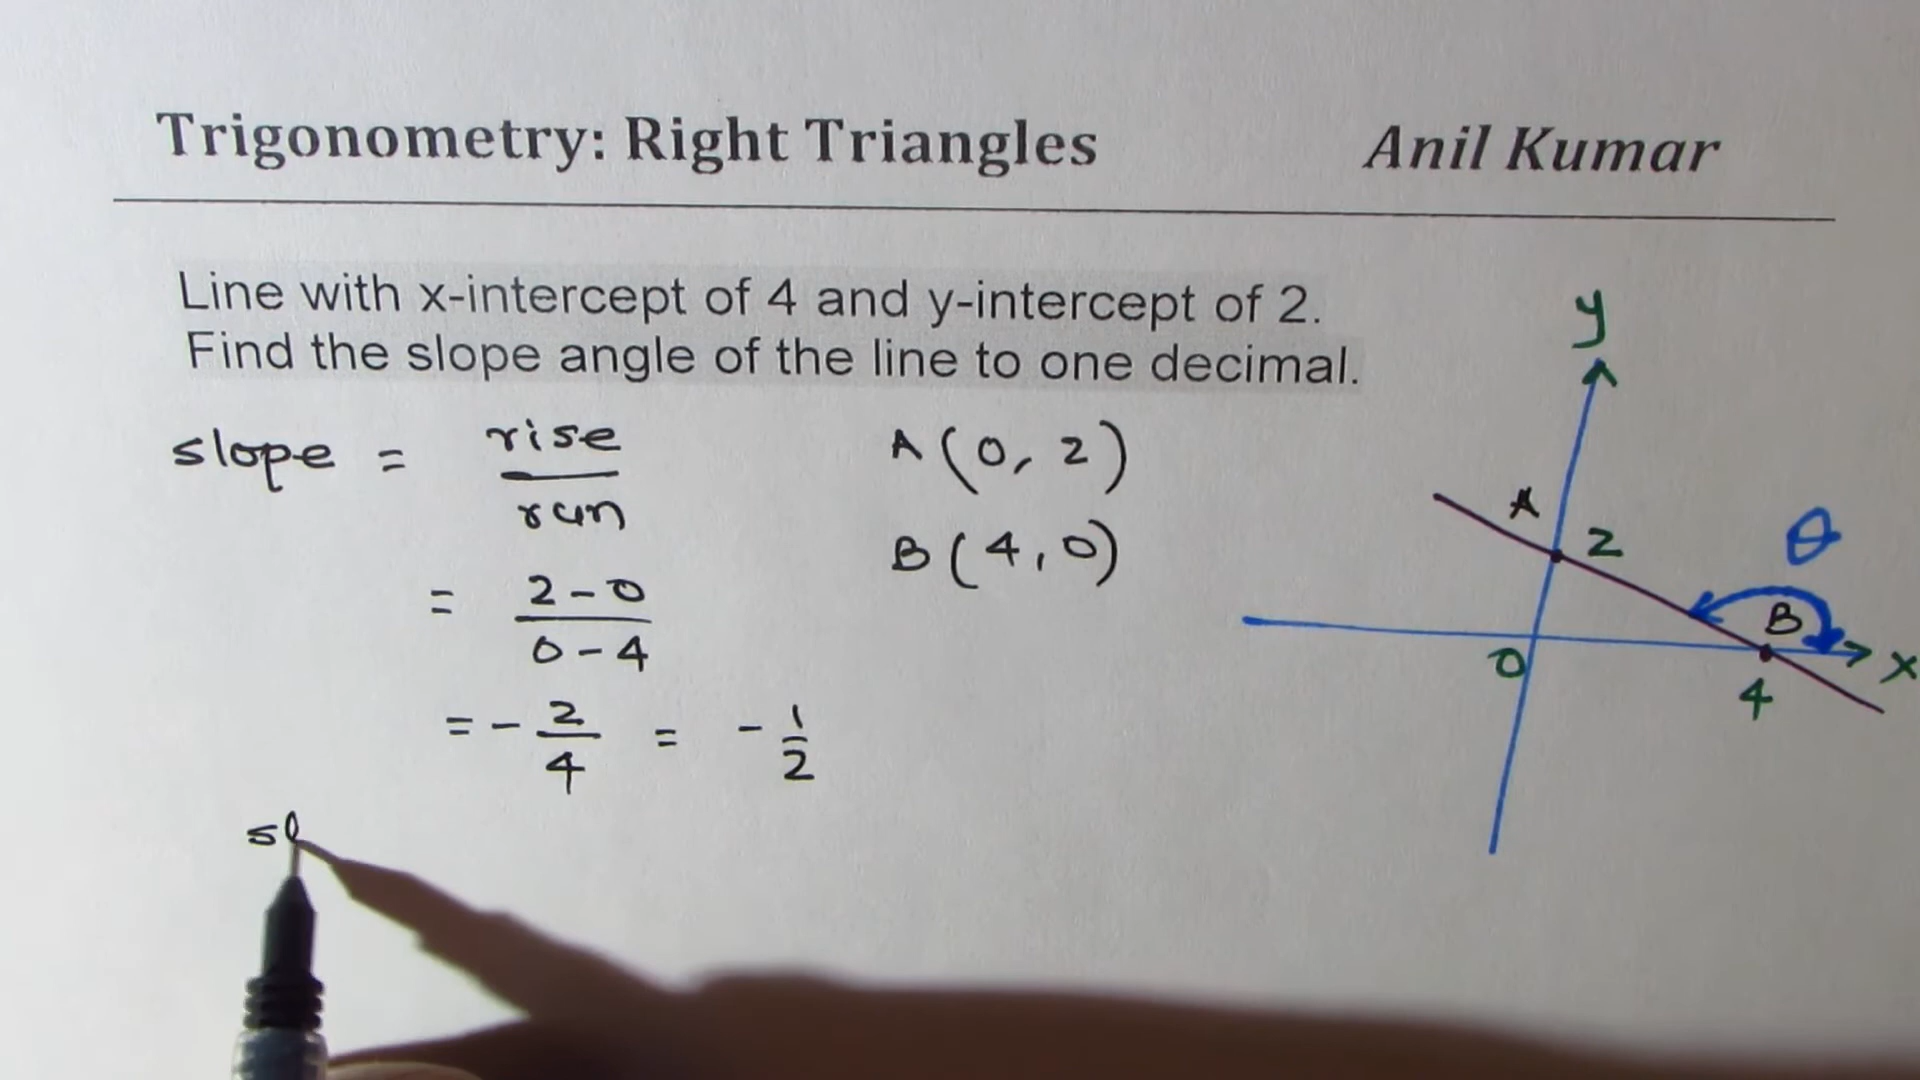 Trigonometry: Right Triangles Anil Kumar
Line with x-intercept of 4 and y-intercept of 2.
Find the slope angle of the line to one decimal.
slope = rise/run
= 2-0/0-4
= - 2/4 = - 1/2
sl
A(0, 2)
B(4, 0)
y
A
2
θ
B
0
4
x